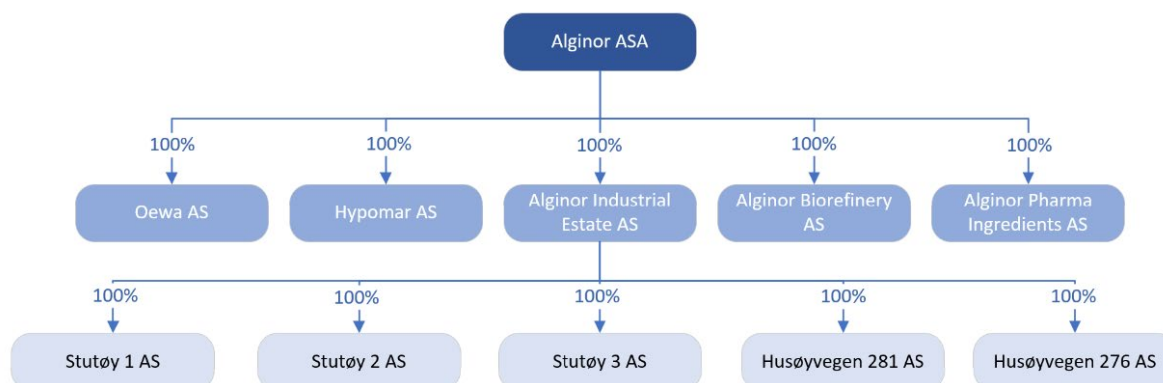 Alginor ASA
100% 100% 100% 100% 100%
Oewa AS
Hypomar AS
Alginor Industrial
Estate AS
Alginor Biorefinery
AS
Alginor Pharma
Ingredients AS
100% 100% 100% 100% 100%
Stutøy 1 AS
Stutøy 2 AS
Stutøy 3 AS
Husøyvegen 281 AS
Husøyvegen 276 AS